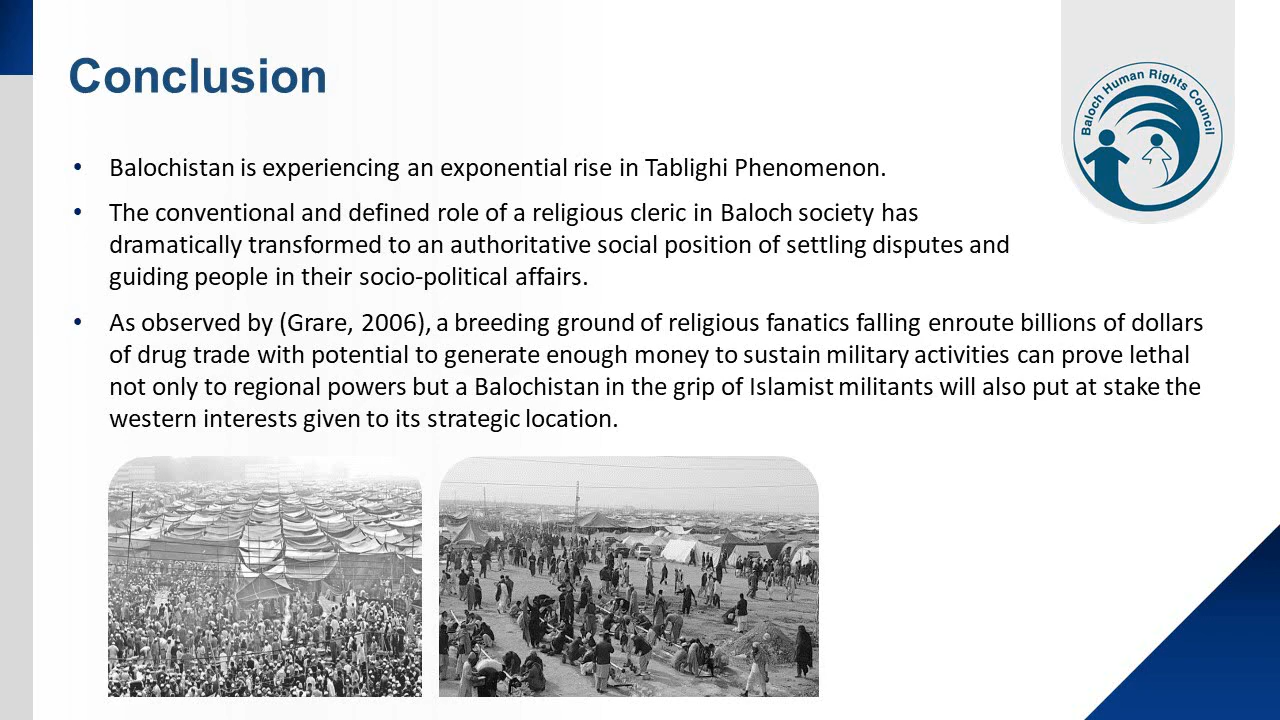 Conclusion
Baloch Human Rights Council
• Balochistan is experiencing an exponential rise in Tablighi Phenomenon.
• The conventional and defined role of a religious cleric in Baloch society has
dramatically transformed to an authoritative social position of settling disputes and
guiding people in their socio-political affairs.
• As observed by (Grare, 2006), a breeding ground of religious fanatics falling enroute billions of dollars
of drug trade with potential to generate enough money to sustain military activities can prove lethal
not only to regional powers but a Balochistan in the grip of Islamist militants will also put at stake the
western interests given to its strategic location.